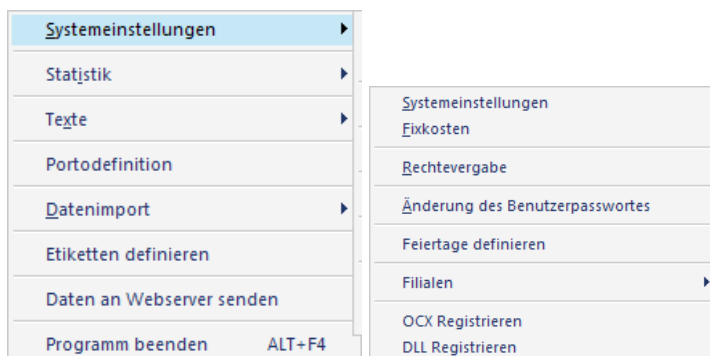 Systemeinstellungen
Statistik
Texte
Portodefinition
Datenimport
Etiketten definieren
Daten an Webserver senden
Programm beenden ALT+F4
Systemeinstellungen
Fixkosten
Rechtevergabe
Änderung des Benutzerpasswortes
Feiertage definieren
Filialen
OCX Registrieren
DLL Registrieren